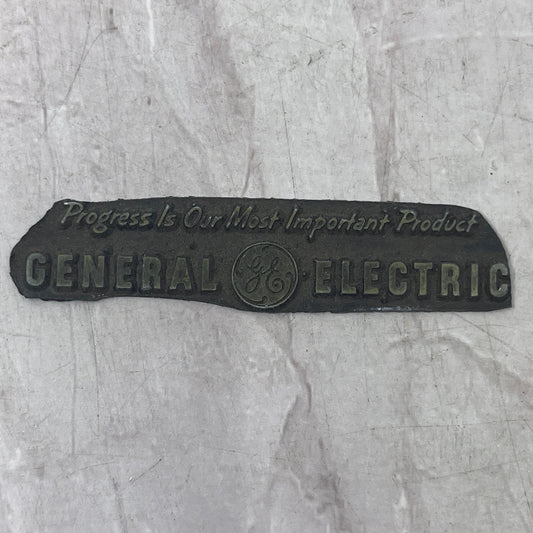 Progress Is Our Most Important Product
GENERAL GE ELECTRIC